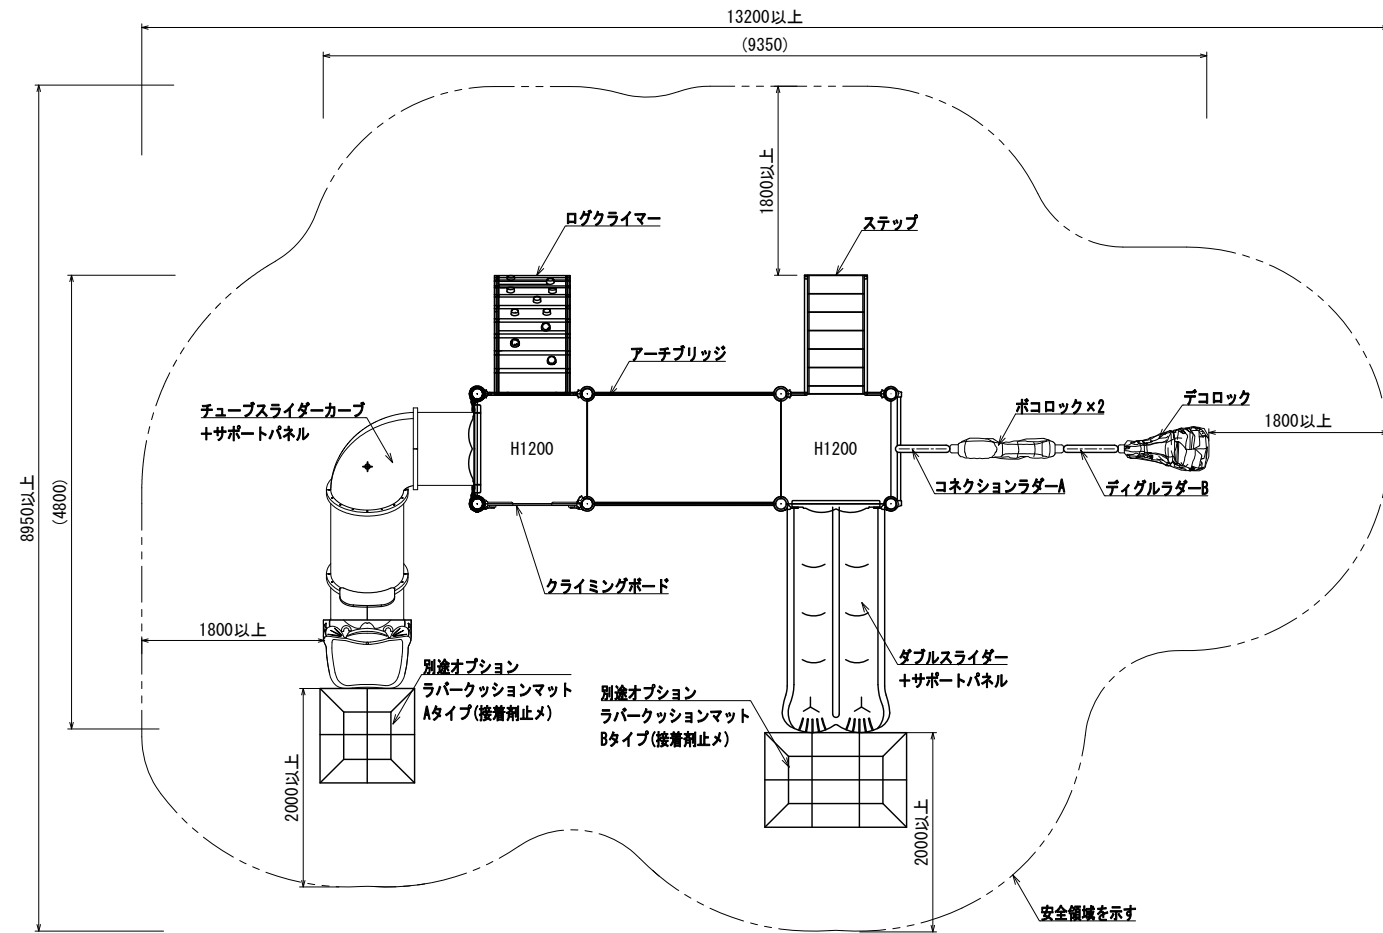 13200以上
(9350)
1800以上
ログクライマー
ステップ
アーチブリッジ
チューブスライダーカーブ
+サポートパネル
ポコロック×2
デコロック
1800以上
H1200
H1200
コネクションラダーA
ディグルラダーB
8950以上
(4800)
クライミングボード
1800以上
ダブルスライダー
+サポートパネル
別途オプション
ラバークッションマット
Aタイプ(接着剤止メ)
別途オプション
ラバークッションマット
Bタイプ(接着剤止メ)
2000以上
2000以上
安全領域を示す